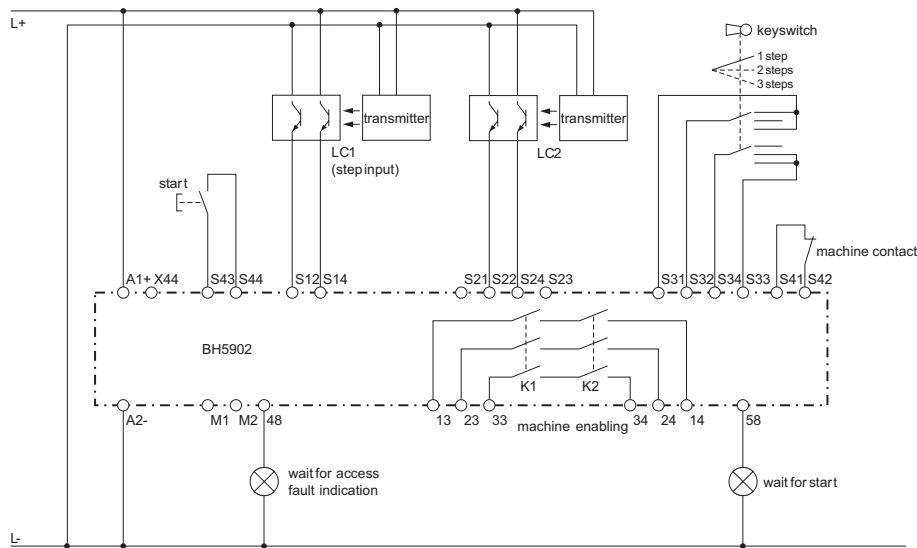 L+
keyswitch
1 step
2 steps
3 steps
transmitter
transmitter
LC1
(step input)
LC2
start
machine contact
A1+ X44 S43 S44 S12 S14 S21 S22 S24 S23 S31 S32 S34 S33 S41 S42
BH5902
K1 K2
A2- M1 M2 48 13 23 33 machine enabling 34 24 14 58
wait for access
fault indication
wait for start
L-